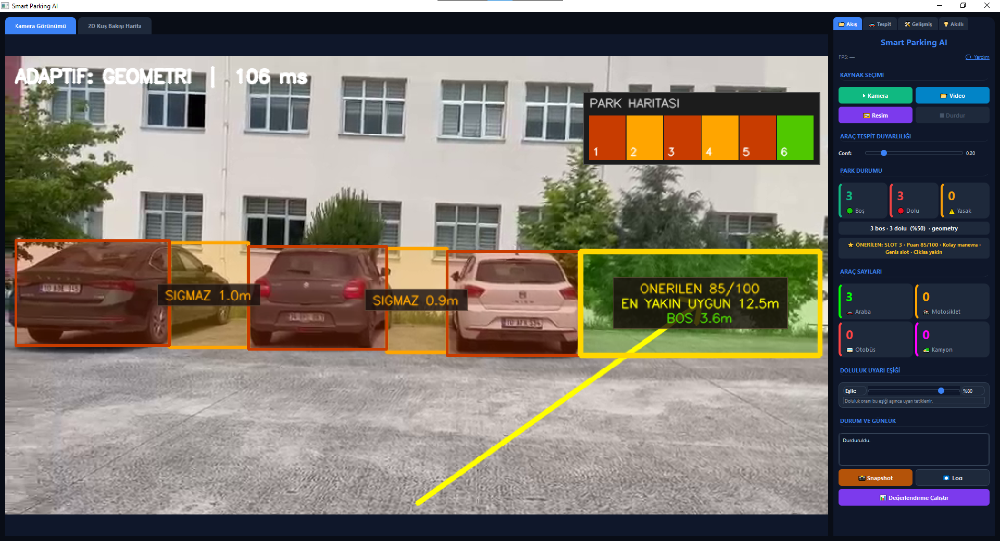 Smart Parking AI
Kamera Görünümü
2D Kuş Bakışı Harita
ADAPTIF: GEOMETRI | 106 ms
PARK HARITASI
1 2 3 4 5 6
SIGMAZ 1.0m
SIGMAZ 0.9m
ONERILEN 85/100
EN YAKIN UYGUN 12.5m
BOS 3.6m
Akış
Tespit
Gelişmiş
Akıllı
Smart Parking AI
FPS: —
Yardım
KAYNAK SEÇİMİ
Kamera
Video
Resim
Durdur
ARAÇ TESPİT DUYARLILIĞI
Conf:
0.20
PARK DURUMU
3
Boş
3
Dolu
0
Yasak
3 bos · 3 dolu (%50) · geometry
ÖNERİLEN: SLOT 3 · Puan 85/100 · Kolay manevra ·
Genis slot · Cikisa yakin
ARAÇ SAYILARI
3
Araba
0
Motosiklet
0
Otobüs
0
Kamyon
DOLULUK UYARI EŞİĞİ
Eşik:
%80
Doluluk oranı bu eşiği aşınca uyarı tetiklenir.
DURUM VE GÜNLÜK
Durduruldu.
Snapshot
Log
Değerlendirme Çalıştır